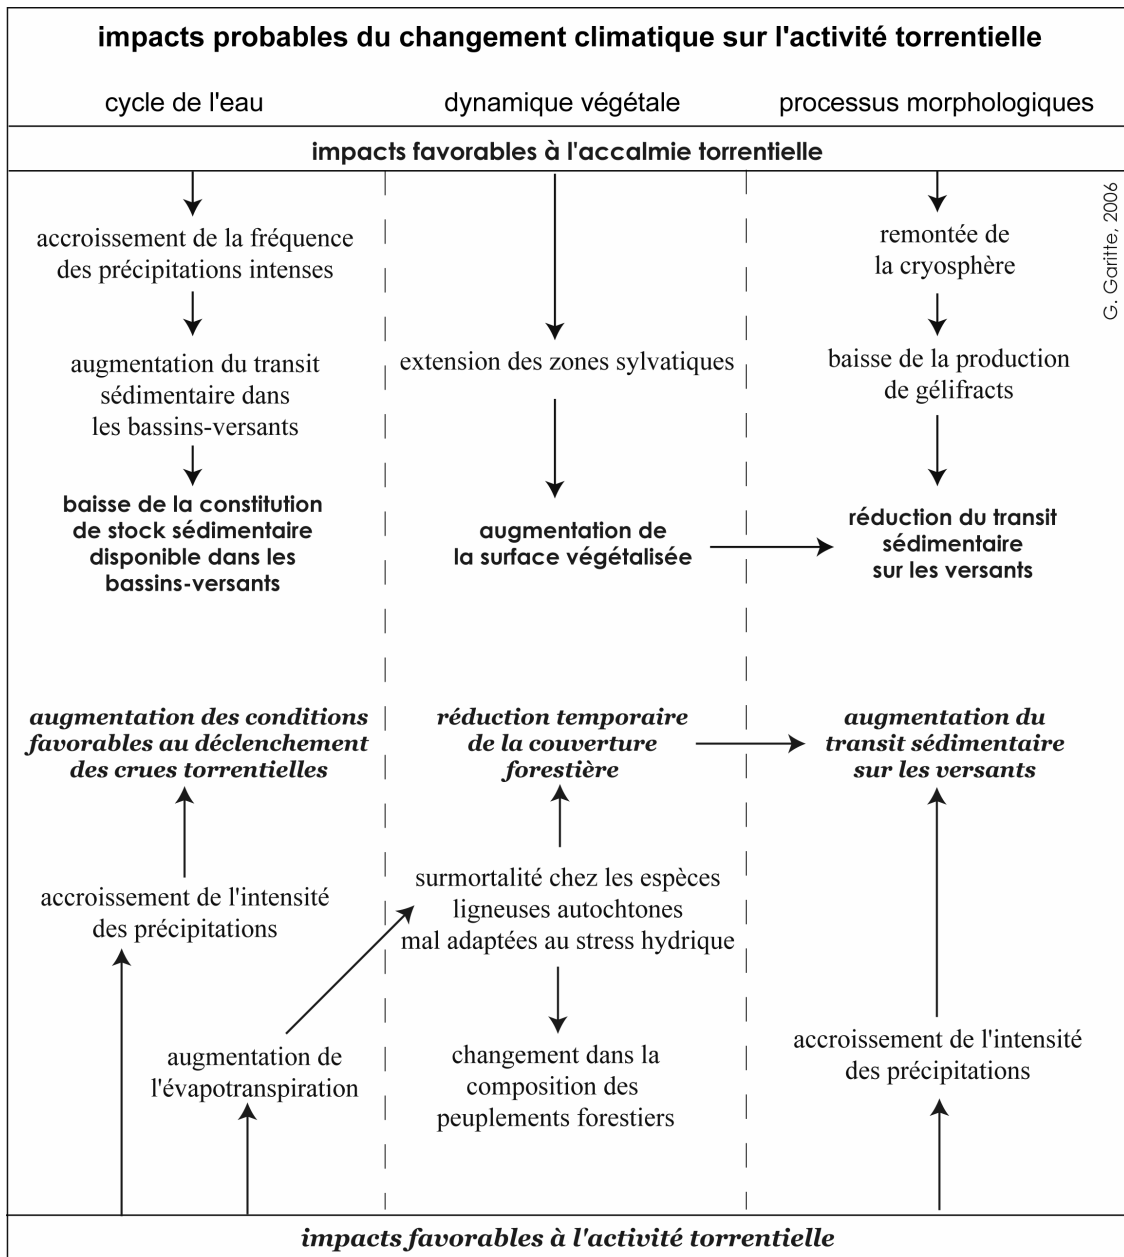 impacts probables du changement climatique sur l'activité torrentielle
cycle de l'eau
dynamique végétale
processus morphologiques
impacts favorables à l'accalmie torrentielle
accroissement de la fréquence
des précipitations intenses
augmentation du transit
sédimentaire dans
les bassins-versants
baisse de la constitution
de stock sédimentaire
disponible dans les
bassins-versants
extension des zones sylvatiques
augmentation de
la surface végétalisée
remontée de
la cryosphère
baisse de la production
de gélifracts
réduction du transit
sédimentaire
sur les versants
G. Garitte, 2006
augmentation des conditions
favorables au déclenchement
des crues torrentielles
accroissement de l'intensité
des précipitations
augmentation de
l'évapotranspiration
réduction temporaire
de la couverture
forestière
surmortalité chez les espèces
ligneuses autochtones
mal adaptées au stress hydrique
changement dans la
composition des
peuplements forestiers
augmentation du
transit sédimentaire
sur les versants
accroissement de l'intensité
des précipitations
impacts favorables à l'activité torrentielle